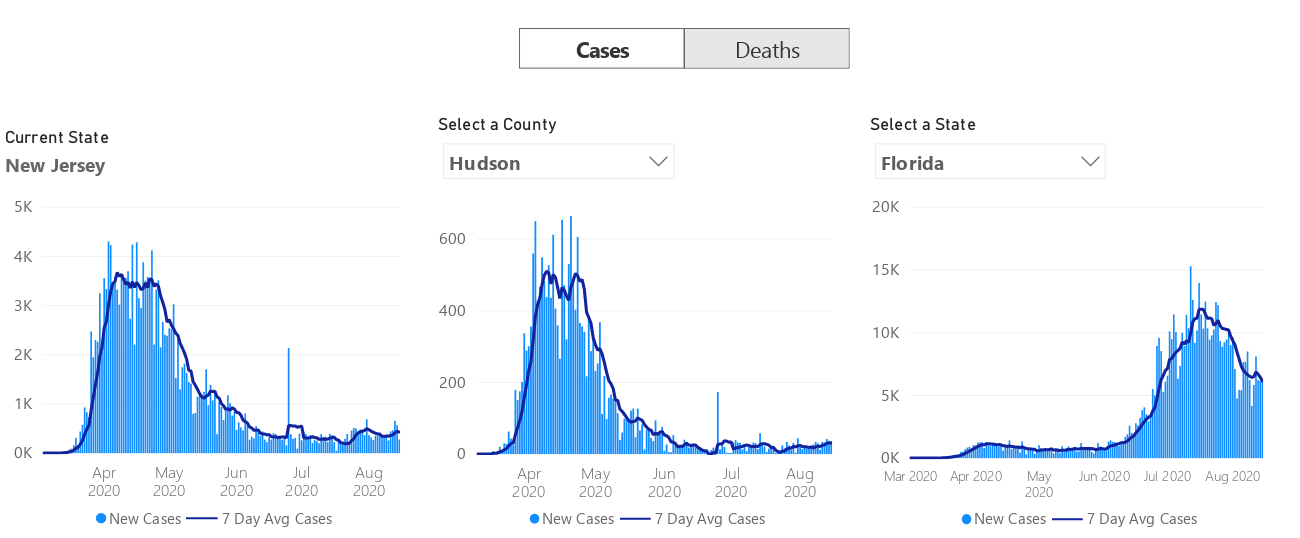 Cases Deaths
Current State
New Jersey
Select a County
Hudson
Select a State
Florida
5K
4K
3K
2K
1K
0K
Apr 2020
May 2020
Jun 2020
Jul 2020
Aug 2020
New Cases 7 Day Avg Cases
600
400
200
0
Apr 2020
May 2020
Jun 2020
Jul 2020
Aug 2020
New Cases 7 Day Avg Cases
20K
15K
10K
5K
0K
Mar 2020
Apr 2020
May 2020
Jun 2020
Jul 2020
Aug 2020
New Cases 7 Day Avg Cases